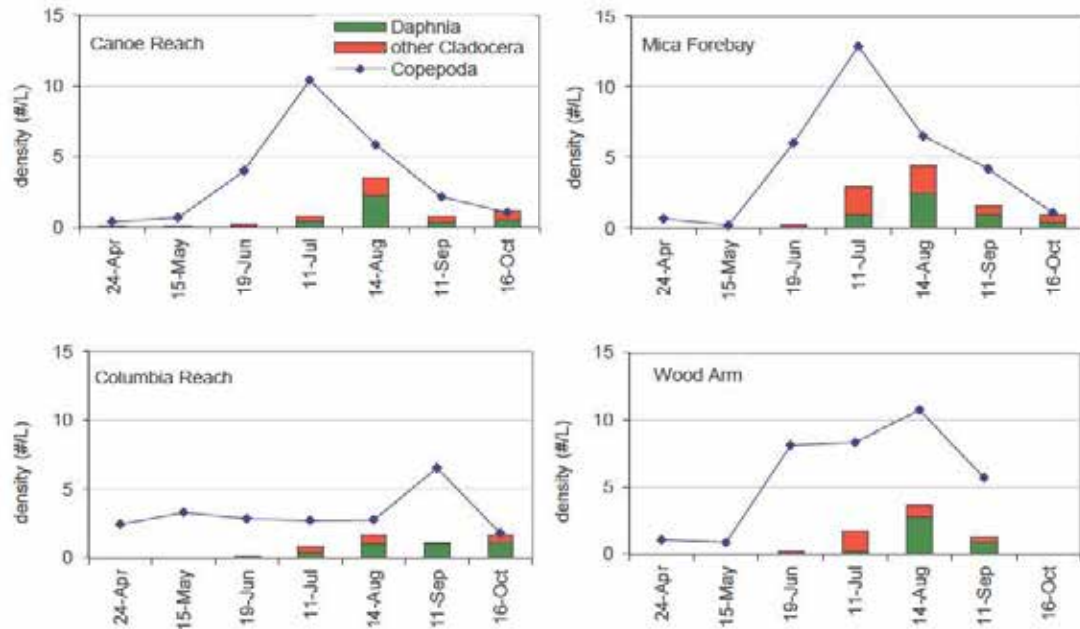 15
10
5
0
density (#/L)
Canoe Reach
Daphnia
other Cladocera
Copepoda
24-Apr
15-May
19-Jun
11-Jul
14-Aug
11-Sep
16-Oct
15
10
5
0
density (#/L)
Mica Forebay
24-Apr
15-May
19-Jun
11-Jul
14-Aug
11-Sep
16-Oct
15
10
5
0
density (#/L)
Columbia Reach
24-Apr
15-May
19-Jun
11-Jul
14-Aug
11-Sep
16-Oct
15
10
5
0
density (#/L)
Wood Arm
24-Apr
15-May
19-Jun
11-Jul
14-Aug
11-Sep
16-Oct